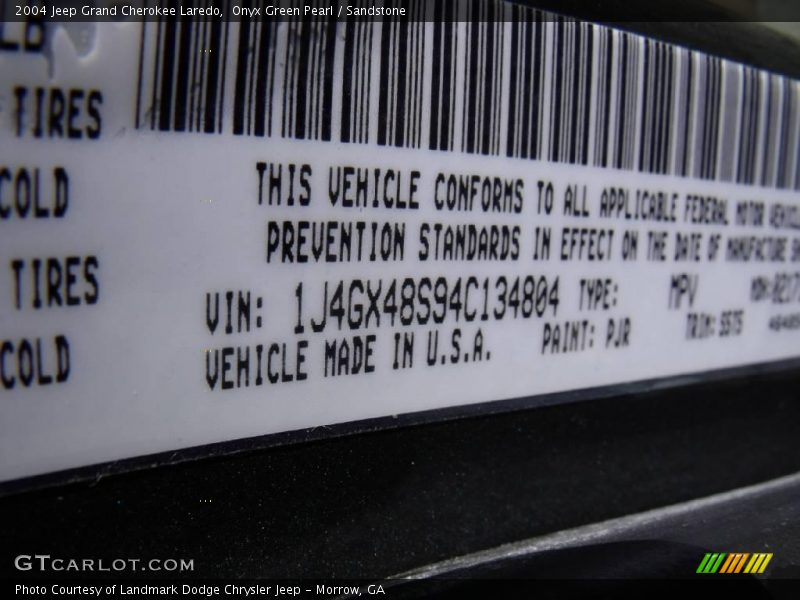 2004 Jeep Grand Cherokee Laredo, Onyx Green Pearl / Sandstone
LB
TIRES
COLD
THIS VEHICLE CONFORMS TO ALL APPLICABLE FEDERAL MOTOR
PREVENTION STANDARDS IN EFFECT ON THE DATE OF MANUFACTURE
TIRES
VIN: 1J4GX48S94C134804 TYPE: MPV
COLD
VEHICLE MADE IN U.S.A. PAINT: PJR TRIM:
GTCARLOT.COM
Photo Courtesy of Landmark Dodge Chrysler Jeep - Morrow, GA